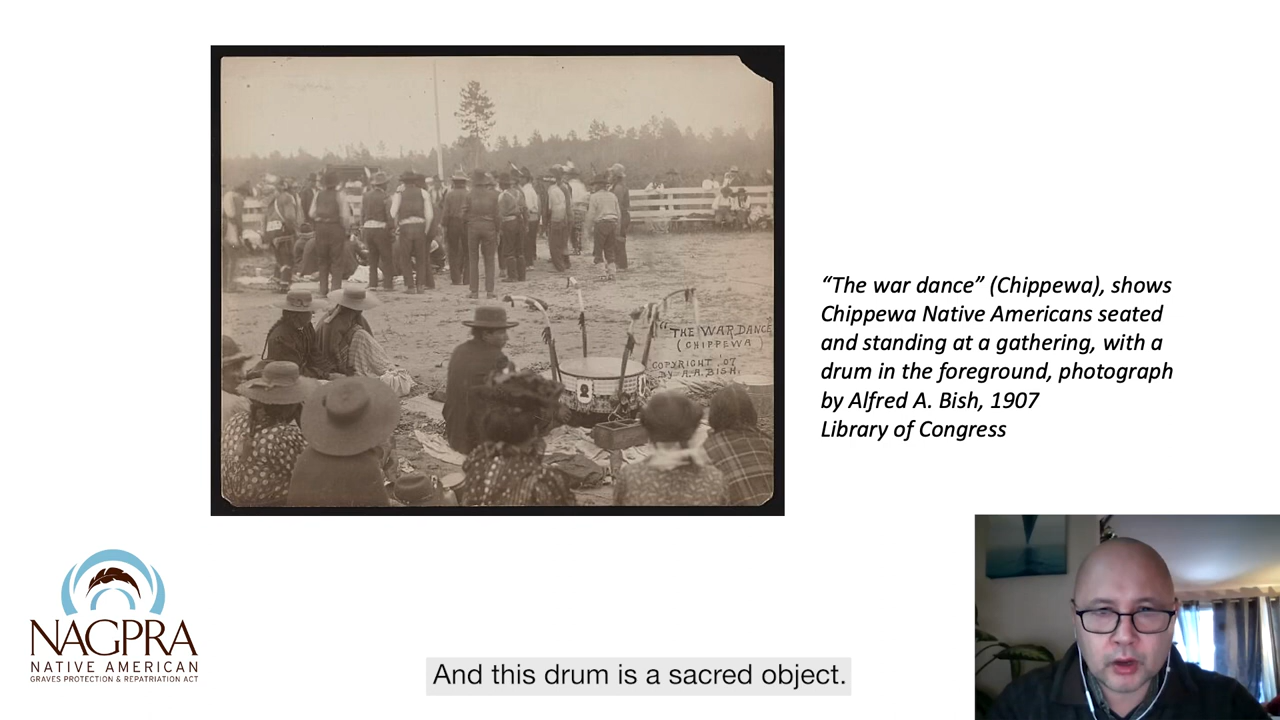 "THE WAR DANCE"
(CHIPPEWA)
COPYRIGHT '07
BY A.A. BISH.
“The war dance” (Chippewa), shows
Chippewa Native Americans seated
and standing at a gathering, with a
drum in the foreground, photograph
by Alfred A. Bish, 1907
Library of Congress
NAGPRA
NATIVE AMERICAN
GRAVES PROTECTION & REPATRIATION ACT
And this drum is a sacred object.